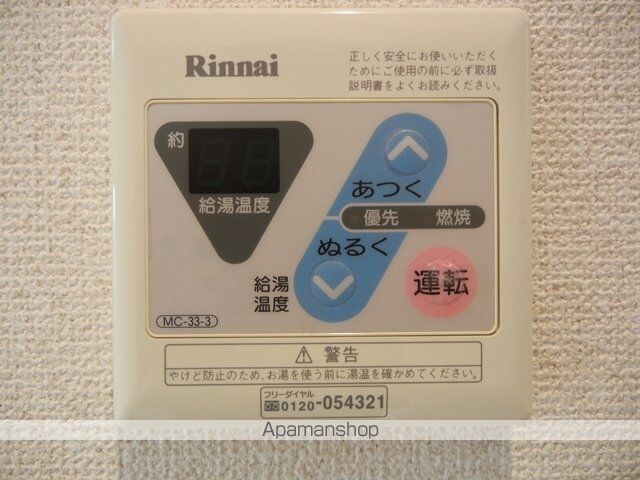 Rinnai
正しく安全にお使いいただく
ためにご使用の前に必ず取扱
説明書をよくお読みください。
約
給湯温度
あつく
優先 燃焼
ぬるく
給湯
温度
運転
MC-33-3
⚠ 警告
やけど防止のため、お湯を使う前に湯温を確かめてください。
フリーダイヤル
0120-054321
Apamanshop